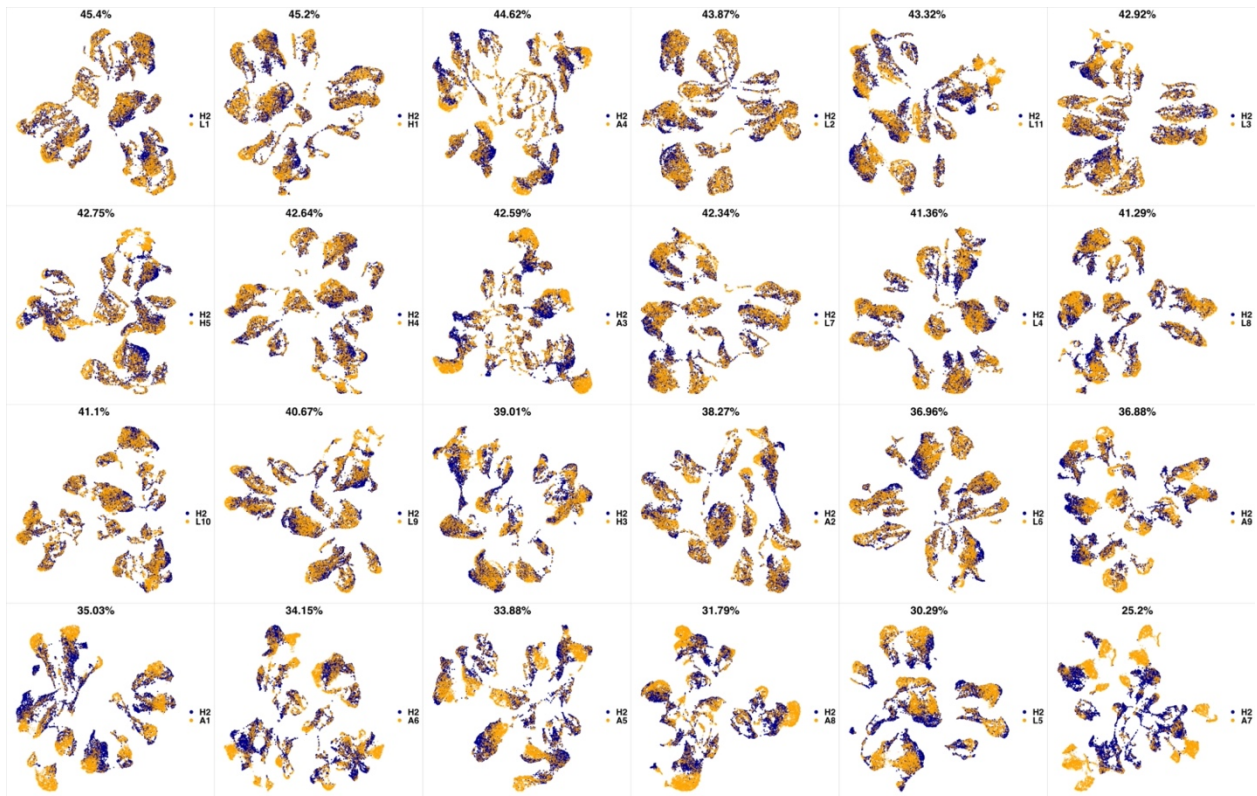 45.4% 45.2% 44.62% 43.87% 43.32% 42.92%
H2 H2 H2 H2 H2 H2
L1 H1 A4 L2 L11 L3
42.75% 42.64% 42.59% 42.34% 41.36% 41.29%
H2 H2 H2 H2 H2 H2
H5 H4 A3 L7 L4 L8
41.1% 40.67% 39.01% 38.27% 36.96% 36.88%
H2 H2 H2 H2 H2 H2
L10 L9 H3 A2 L6 A9
35.03% 34.15% 33.88% 31.79% 30.29% 25.2%
H2 H2 H2 H2 H2 H2
A1 A6 A5 A8 L5 A7